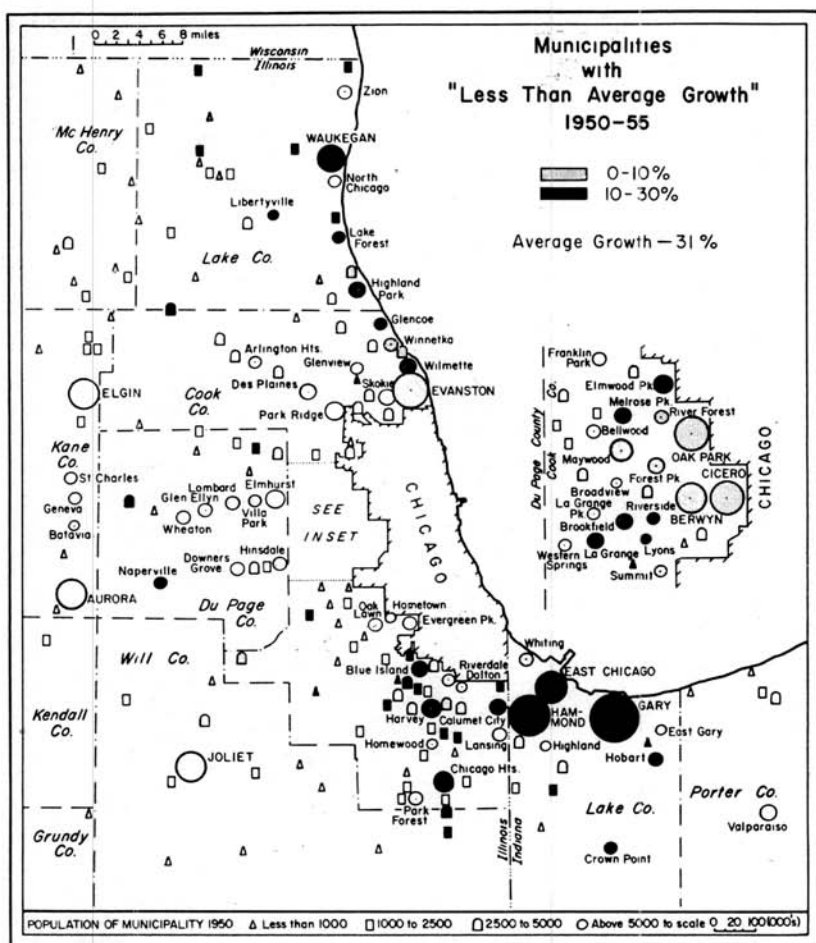 0 2 4 6 8 miles
Wisconsin
Illinois
Municipalities
with
"Less Than Average Growth"
1950-55
0-10%
10-30%
Average Growth - 31%
Mc Henry
Co.
Zion
WAUKEGAN
North
Chicago
Libertyville
Lake
Forest
Lake Co.
Highland
Park
Glencoe
Winnetka
Arlington Hts.
Glenview
Wilmette
Des Plaines
Skokie
EVANSTON
ELGIN
Cook
Co.
Park Ridge
Kane
Co.
St Charles
Geneva
Batavia
Lombard
Elmhurst
Glen Ellyn
Villa
Park
Wheaton
SEE
INSET
CHICAGO
Downers
Grove
Hinsdale
Naperville
AURORA
Du Page
Co.
Franklin
Park
Elmwood Pk.
Melrose Pk.
River Forest
Bellwood
OAK PARK
Maywood
CICERO
Forest Pk.
Broadview
La Grange
Pk.
Riverside
BERWYN
Brookfield
Western
Springs
La Grange
Lyons
Summit
Du Page County
Cook Co.
CHICAGO
Oak
Lawn
Hometown
Evergreen Pk.
Will Co.
Blue Island
Riverdale
Dolton
Whiting
EAST CHICAGO
Harvey
Calumet City
HAM-
MOND
GARY
Kendall
Co.
Homewood
Lansing
Highland
East Gary
Hobart
JOLIET
Chicago Hts.
Park
Forest
Lake Co.
Porter Co.
Valparaiso
Grundy
Co.
Illinois
Indiana
Crown Point
POPULATION OF MUNICIPALITY 1950 Less than 1000 1000 to 2500 2500 to 5000 Above 5000 to scale 0 20 100(000's)